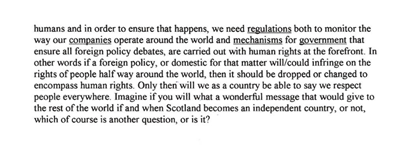 humans and in order to ensure that happens, we need regulations both to monitor the
way our companies operate around the world and mechanisms for government that
ensure all foreign policy debates, are carried out with human rights at the forefront. In
other words if a foreign policy, or domestic for that matter will/could infringe on the
rights of people half way around the world, then it should be dropped or changed to
encompass human rights. Only then will we as a country be able to say we respect
people everywhere. Imagine if you will what a wonderful message that would give to
the rest of the world if and when Scotland becomes an independent country, or not,
which of course is another question, or is it?